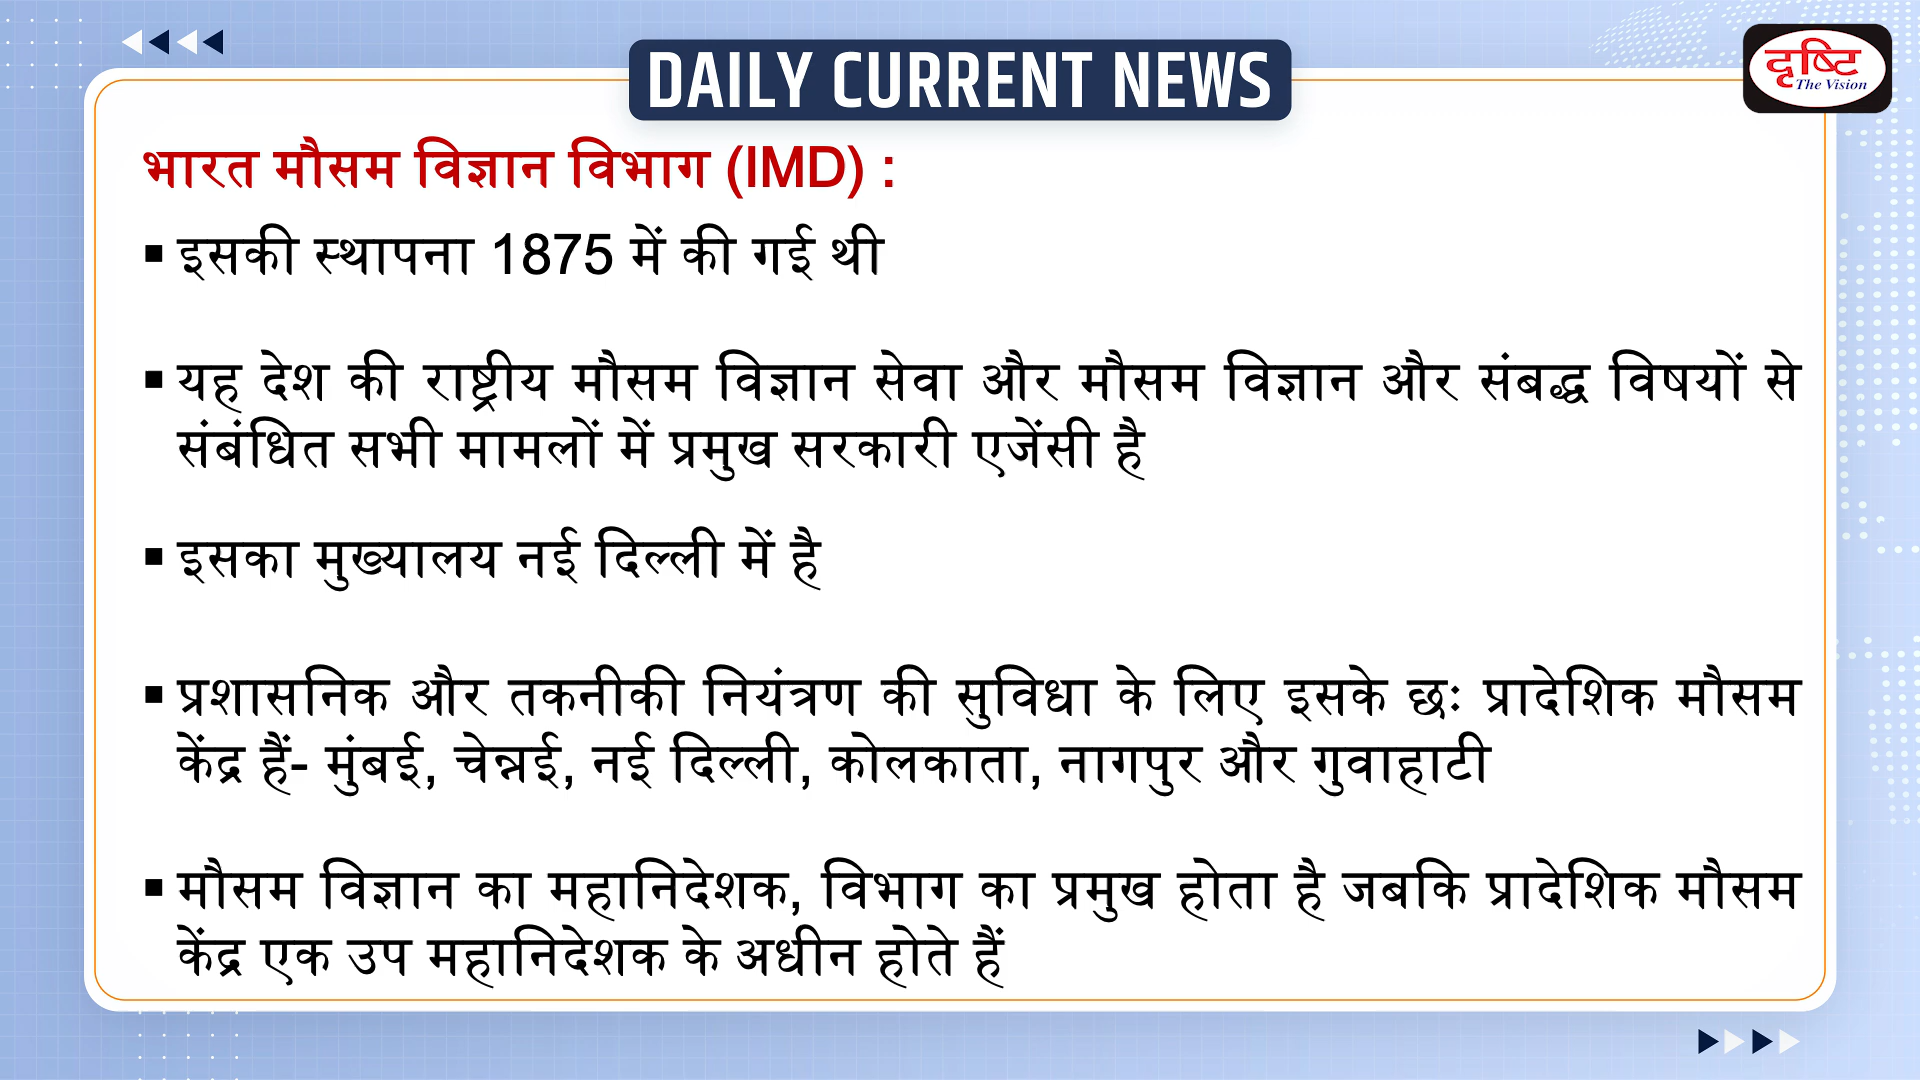 DAILY CURRENT NEWS
दृष्टि
The Vision
भारत मौसम विज्ञान विभाग (IMD) :
▪ इसकी स्थापना 1875 में की गई थी
▪ यह देश की राष्ट्रीय मौसम विज्ञान सेवा और मौसम विज्ञान और संबद्ध विषयों से
संबंधित सभी मामलों में प्रमुख सरकारी एजेंसी है
▪ इसका मुख्यालय नई दिल्ली में है
▪ प्रशासनिक और तकनीकी नियंत्रण की सुविधा के लिए इसके छः प्रादेशिक मौसम
केंद्र हैं- मुंबई, चेन्नई, नई दिल्ली, कोलकाता, नागपुर और गुवाहाटी
▪ मौसम विज्ञान का महानिदेशक, विभाग का प्रमुख होता है जबकि प्रादेशिक मौसम
केंद्र एक उप महानिदेशक के अधीन होते हैं